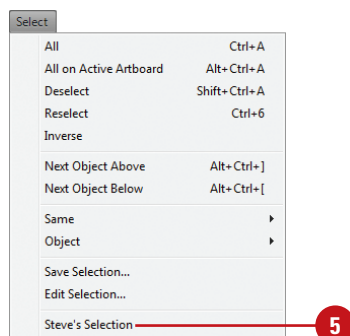 Select
All Ctrl+A
All on Active Artboard Alt+Ctrl+A
Deselect Shift+Ctrl+A
Reselect Ctrl+6
Inverse
Next Object Above Alt+Ctrl+]
Next Object Below Alt+Ctrl+[
Same
Object
Save Selection...
Edit Selection...
Steve's Selection 5